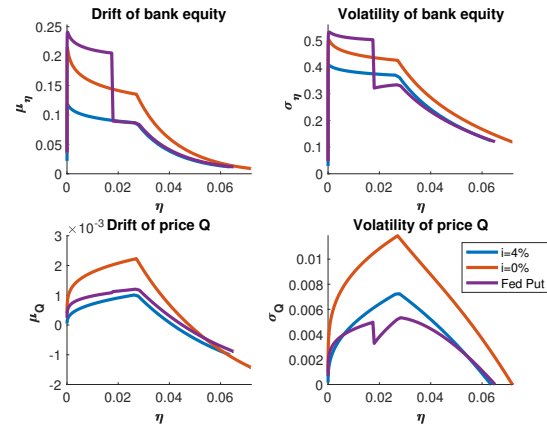 Drift of bank equity
0.25
0.2
0.15
0.1
0.05
0
μη
0 0.02 0.04 0.06
η
Volatility of bank equity
0.5
0.4
0.3
0.2
0.1
0
ση
0 0.02 0.04 0.06
η
Drift of price Q
×10⁻³
3
2
1
0
-1
-2
μQ
0 0.02 0.04 0.06
η
Volatility of price Q
0.01
0.008
0.006
0.004
0.002
0
σQ
0 0.02 0.04 0.06
η
i=4%
i=0%
Fed Put